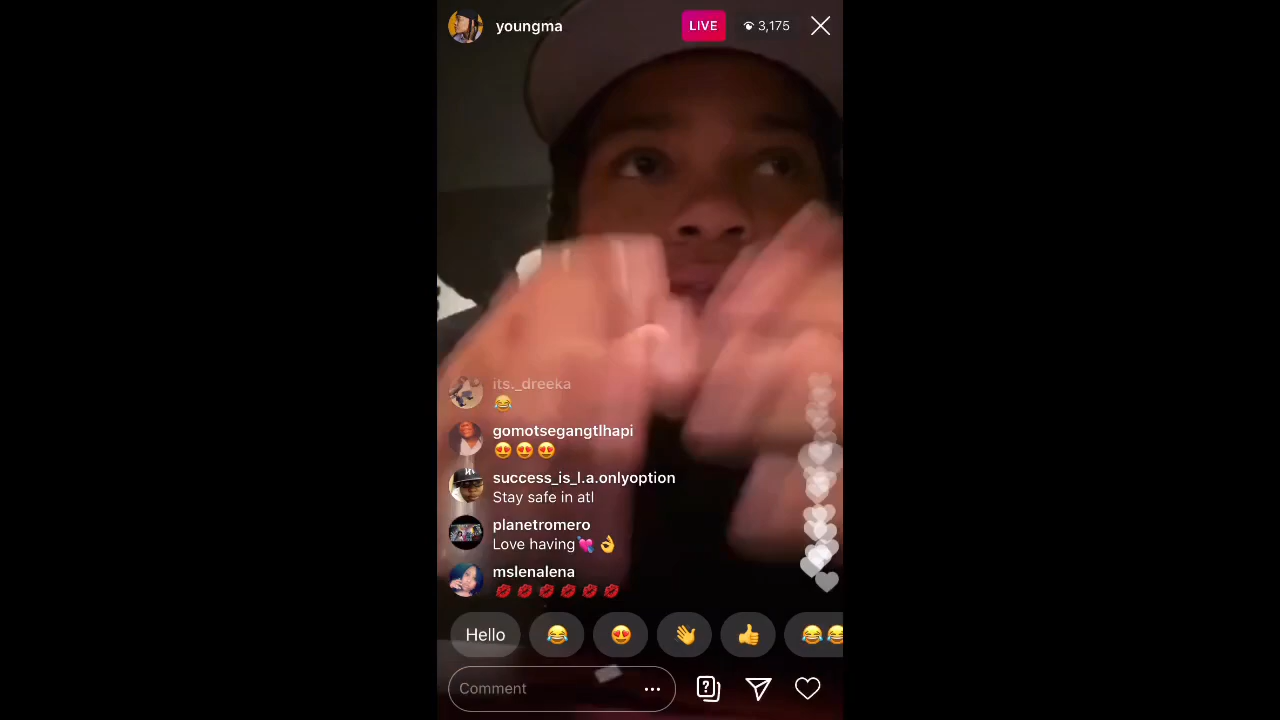 youngma LIVE 3,175
its._dreeka
😂
gomotsegangtlhapi
😍😍😍
success_is_l.a.onlyoption
Stay safe in atl
planetromero
Love having💘👌
mslenalena
💋💋💋💋💋💋
Hello 😂 😍 👋 👍 😂😂
Comment